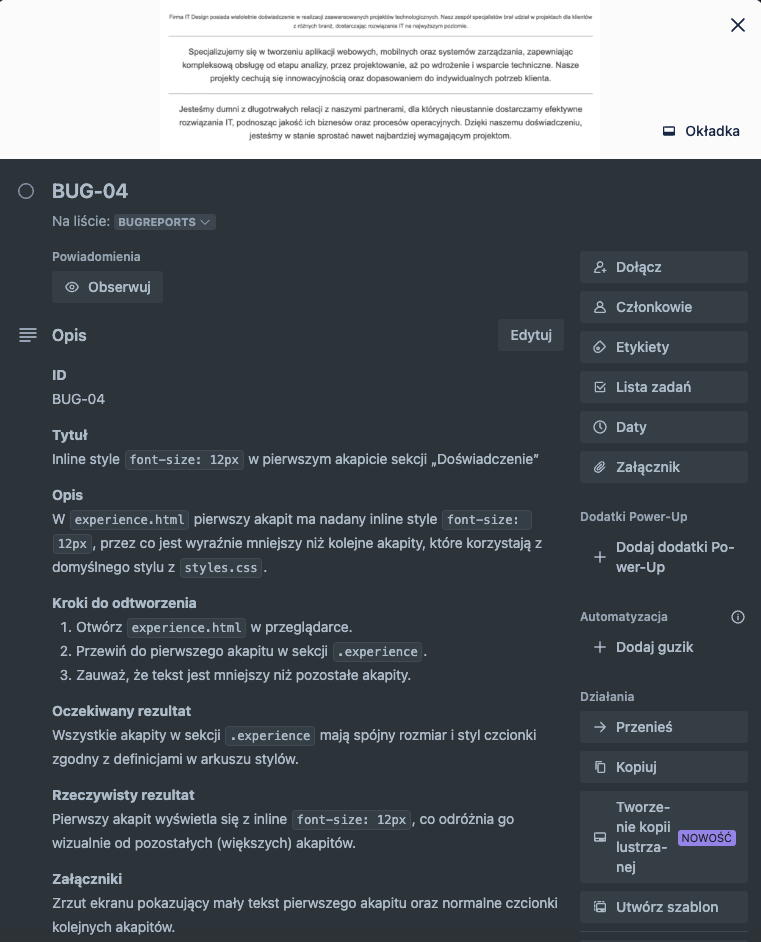 Firma IT Design posiada wieloletnie doświadczenie w realizacji zaawansowanych projektów technologicznych. Nasz zespół specjalistów brał udział w projektach dla klientów
z różnych branż, dostarczając rozwiązania IT na najwyższym poziomie.
Specjalizujemy się w tworzeniu aplikacji webowych, mobilnych oraz systemów zarządzania, zapewniając
kompleksową obsługę od etapu analizy, przez projektowanie, aż po wdrożenie i wsparcie techniczne. Nasze
projekty cechują się innowacyjnością oraz dopasowaniem do indywidualnych potrzeb klienta.
Jesteśmy dumni z długotrwałych relacji z naszymi partnerami, dla których nieustannie dostarczamy efektywne
rozwiązania IT, podnosząc jakość ich biznesów oraz procesów operacyjnych. Dzięki naszemu doświadczeniu,
jesteśmy w stanie sprostać nawet najbardziej wymagającym projektom.
Okładka
BUG-04
Na liście: BUGREPORTS
Powiadomienia
Obserwuj
Opis
Edytuj
ID
BUG-04
Tytuł
Inline style font-size: 12px w pierwszym akapicie sekcji „Doświadczenie”
Opis
W experience.html pierwszy akapit ma nadany inline style font-size:
12px, przez co jest wyraźnie mniejszy niż kolejne akapity, które korzystają z
domyślnego stylu z styles.css.
Kroki do odtworzenia
1. Otwórz experience.html w przeglądarce.
2. Przewiń do pierwszego akapitu w sekcji .experience.
3. Zauważ, że tekst jest mniejszy niż pozostałe akapity.
Oczekiwany rezultat
Wszystkie akapity w sekcji .experience mają spójny rozmiar i styl czcionki
zgodny z definicjami w arkuszu stylów.
Rzeczywisty rezultat
Pierwszy akapit wyświetla się z inline font-size: 12px, co odróżnia go
wizualnie od pozostałych (większych) akapitów.
Załączniki
Zrzut ekranu pokazujący mały tekst pierwszego akapitu oraz normalne czcionki
kolejnych akapitów.
Dołącz
Członkowie
Etykiety
Lista zadań
Daty
Załącznik
Dodatki Power-Up
Dodaj dodatki Po-
wer-Up
Automatyzacja
Dodaj guzik
Działania
Przenieś
Kopiuj
Tworze-
nie kopii
lustrza-
nej
NOWOŚĆ
Utwórz szablon